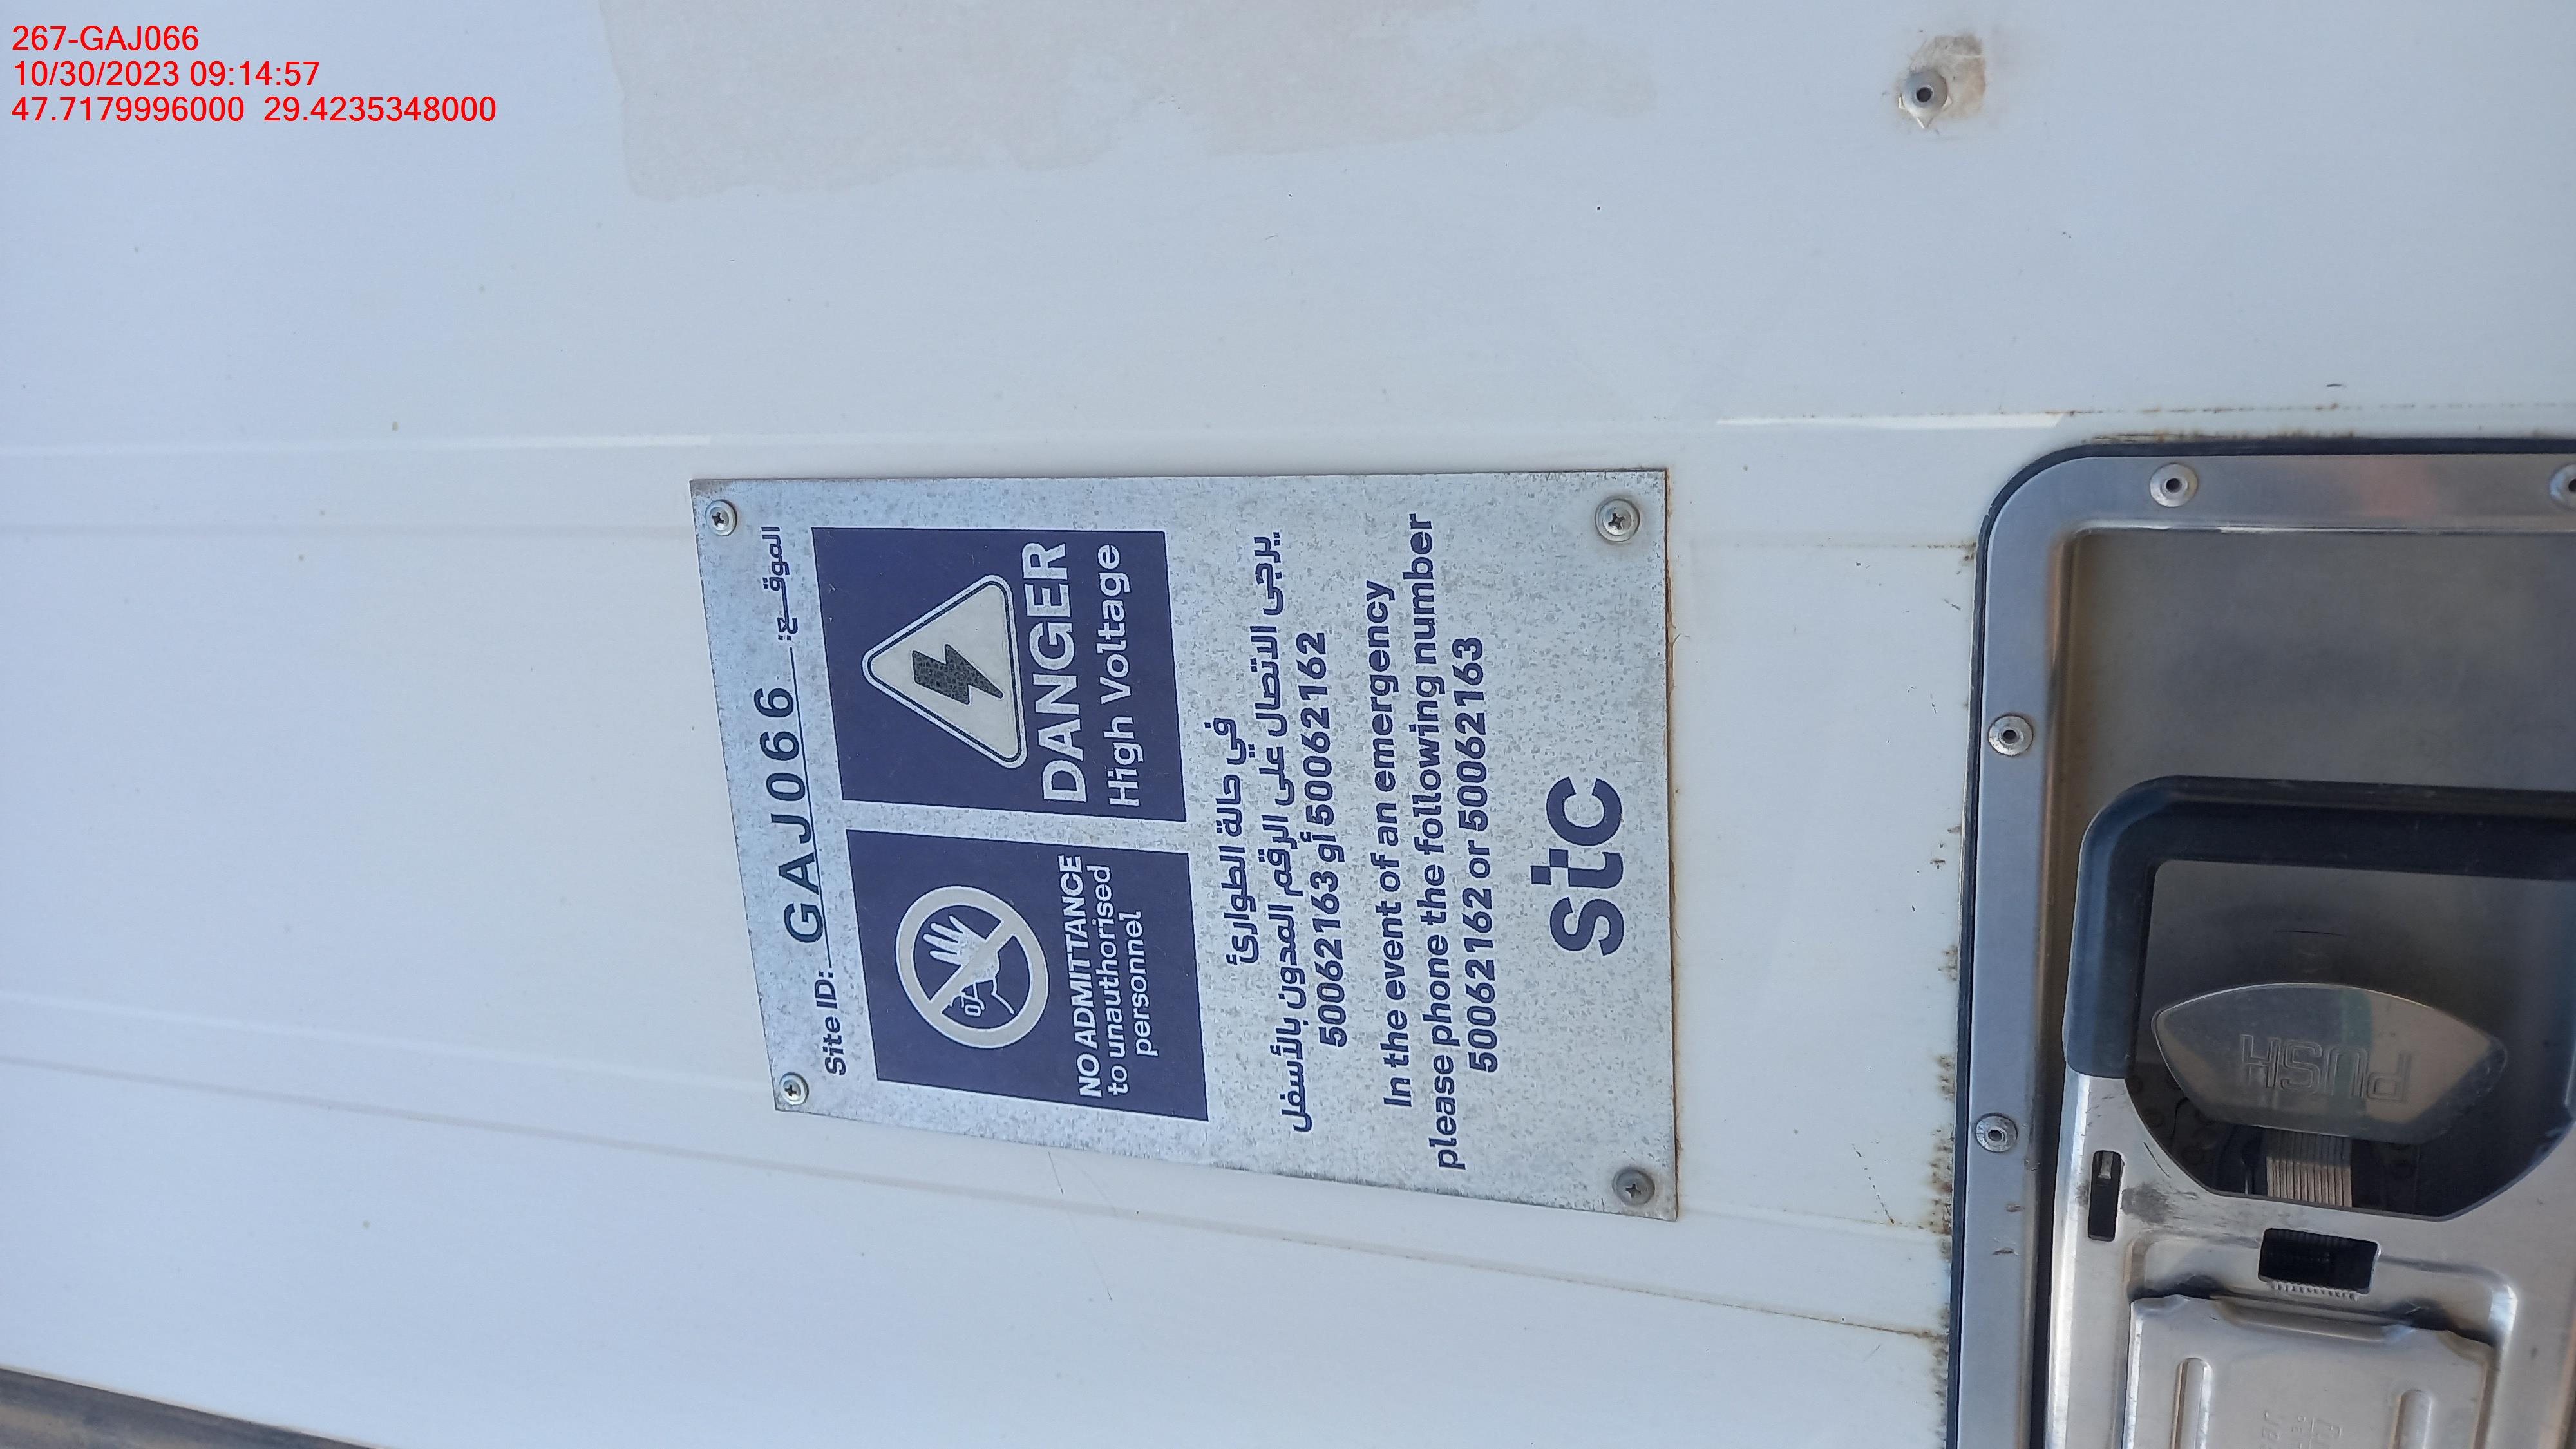 267-GAJ066
10/30/2023 09:14:57
47.7179996000 29.4235348000
Site ID: GAJ066 الموقـــع:
NO ADMITTANCE
to unauthorised
personnel
DANGER
High Voltage
في حالة الطوارئ
يرجى الاتصال على الرقم المدون بالأسفل
50062163 أو 50062162
In the event of an emergency
please phone the following number
50062162 or 50062163
stc
PUSH